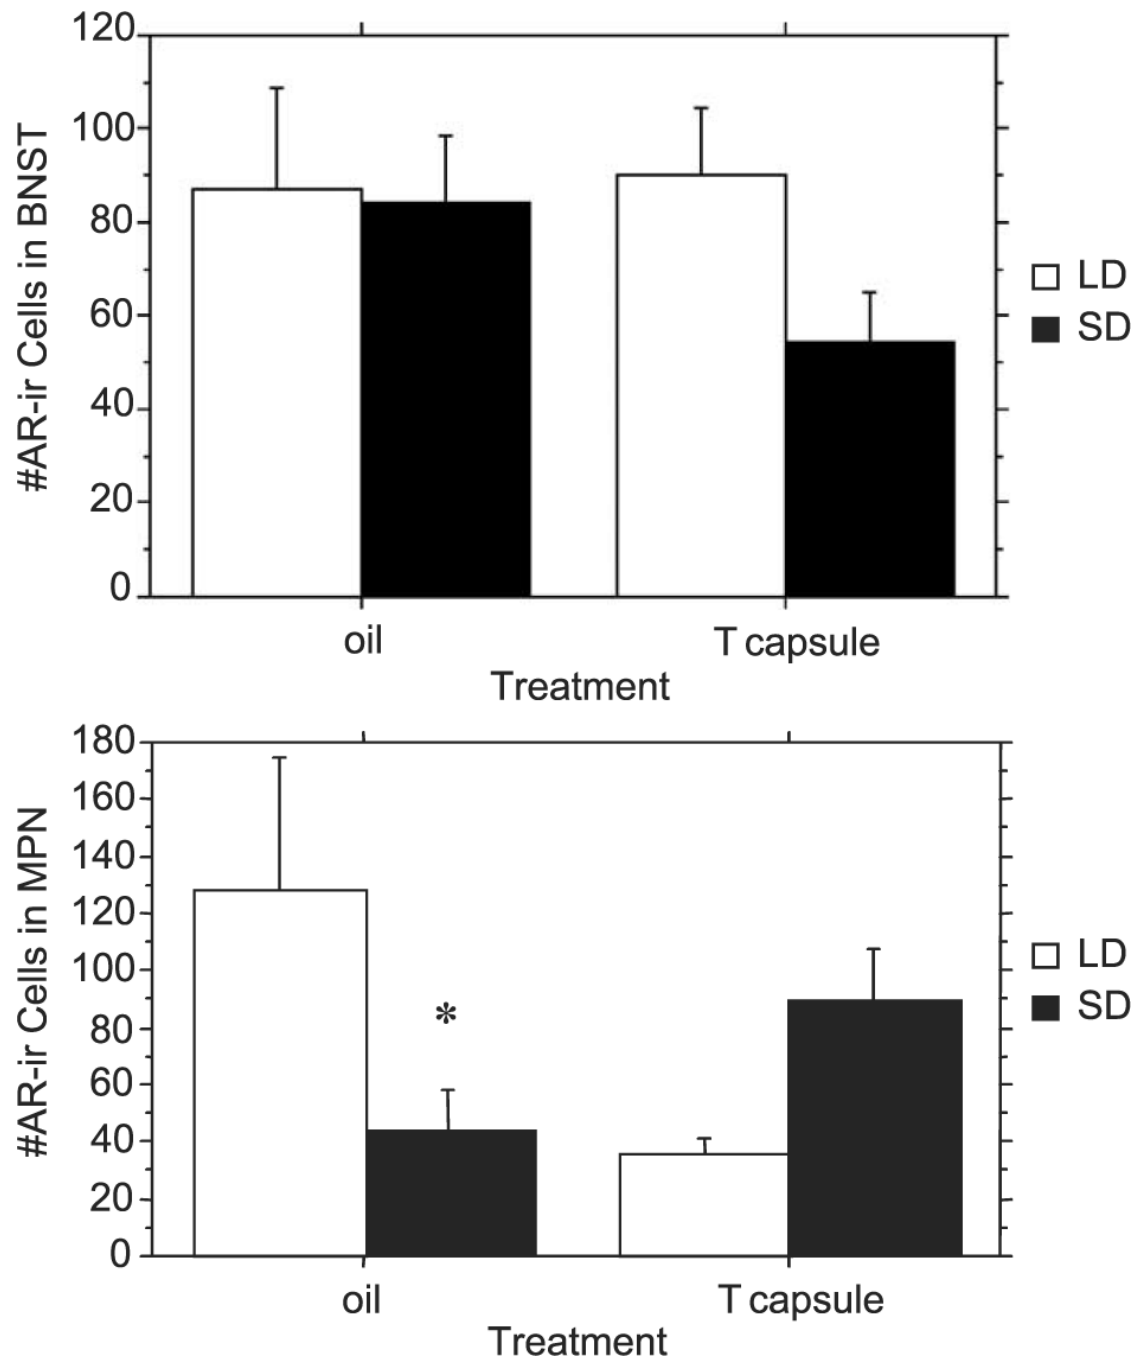 120
100
80
60
40
20
0
#AR-ir Cells in BNST
LD
SD
oil
T capsule
Treatment
180
160
140
120
100
80
60
40
20
0
#AR-ir Cells in MPN
*
LD
SD
oil
T capsule
Treatment